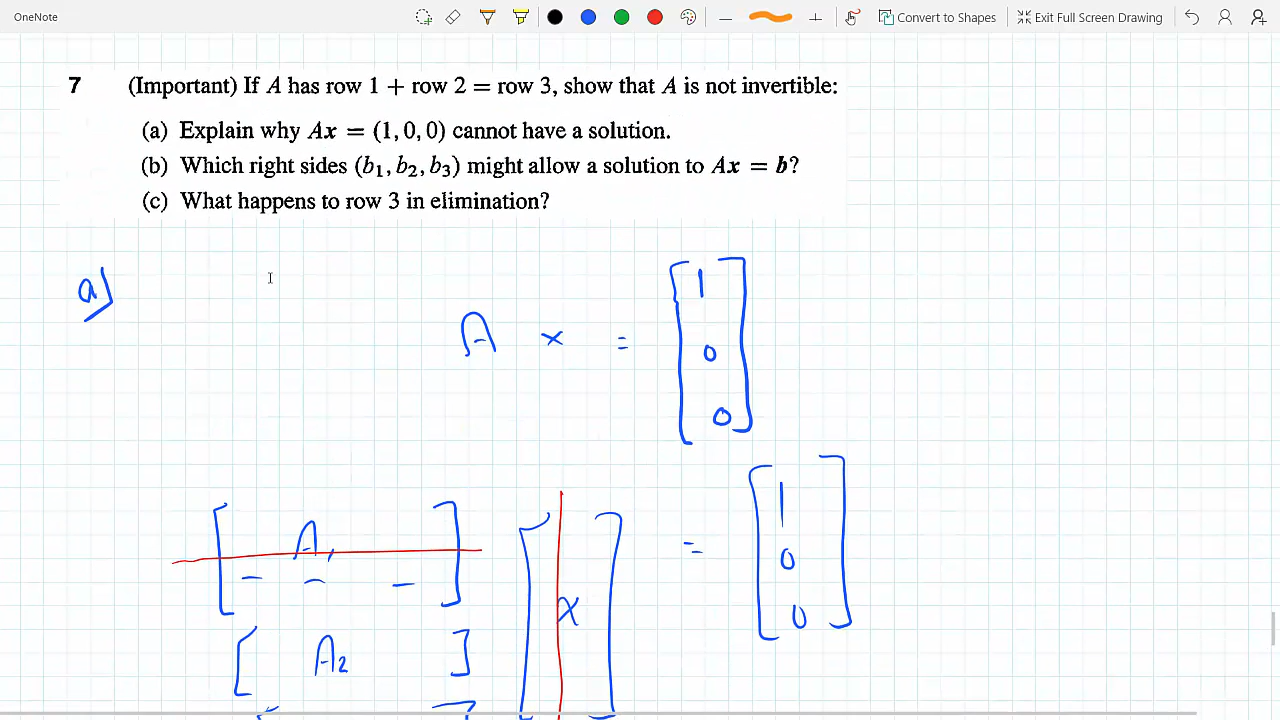 OneNote
Convert to Shapes
Exit Full Screen Drawing
7 (Important) If A has row 1 + row 2 = row 3, show that A is not invertible:
(a) Explain why Ax = (1, 0, 0) cannot have a solution.
(b) Which right sides (b₁, b₂, b₃) might allow a solution to Ax = b?
(c) What happens to row 3 in elimination?
a)
A x = [1
0
0]
[A₁
– – –]
[A₂]
[x] = [1
0
0]